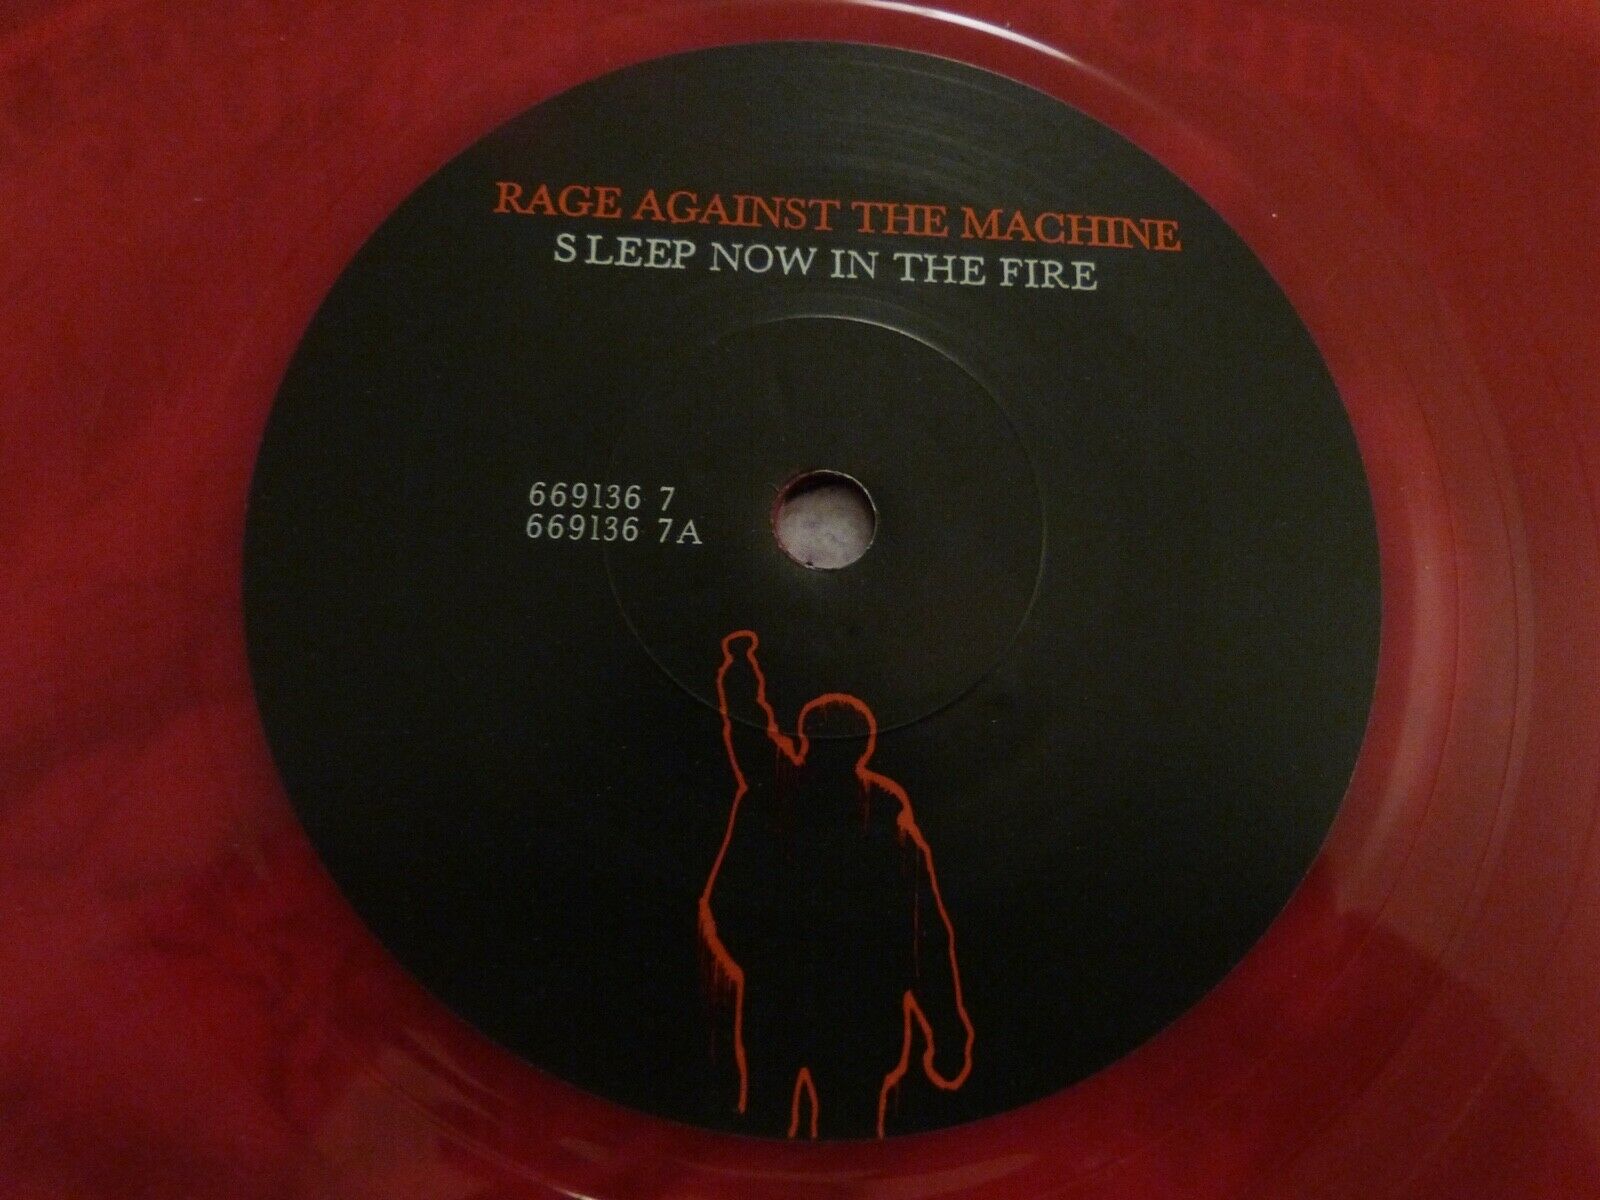 RAGE AGAINST THE MACHINE
SLEEP NOW IN THE FIRE
669136 7
669136 7A